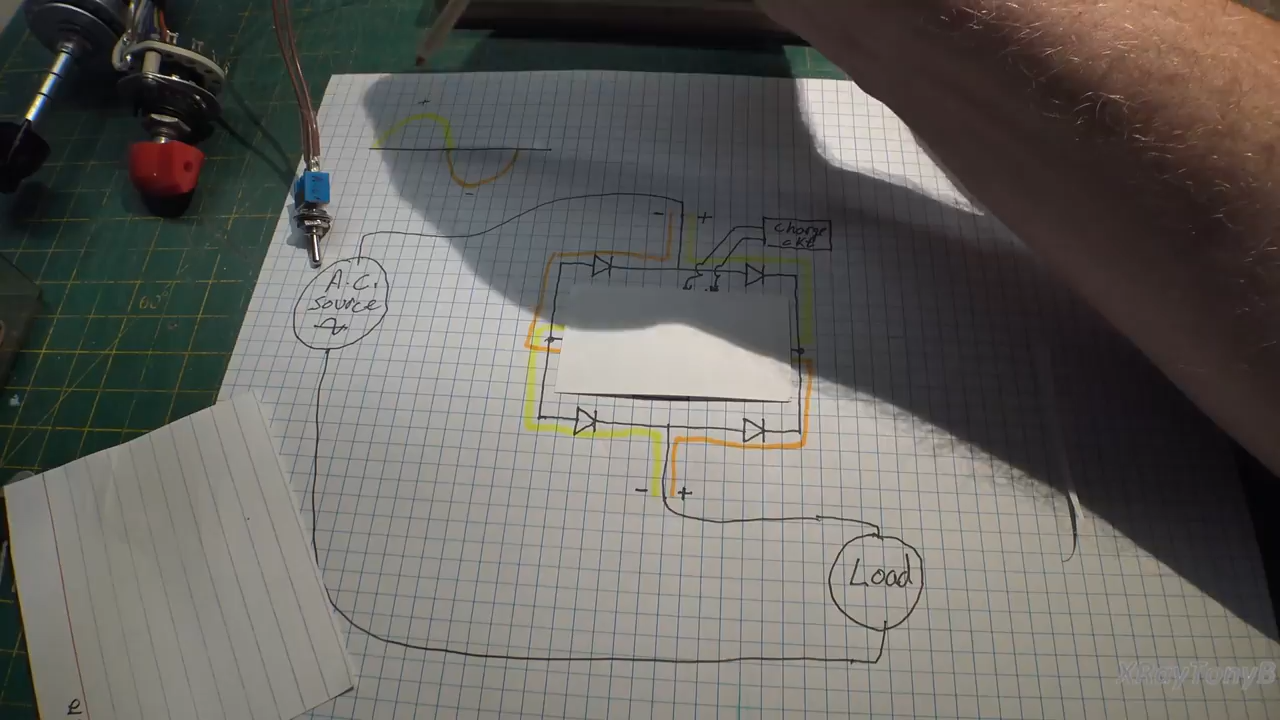 +
-
- +
Charge
cKt
A.C.
Source
- +
Load
XRayTonyB